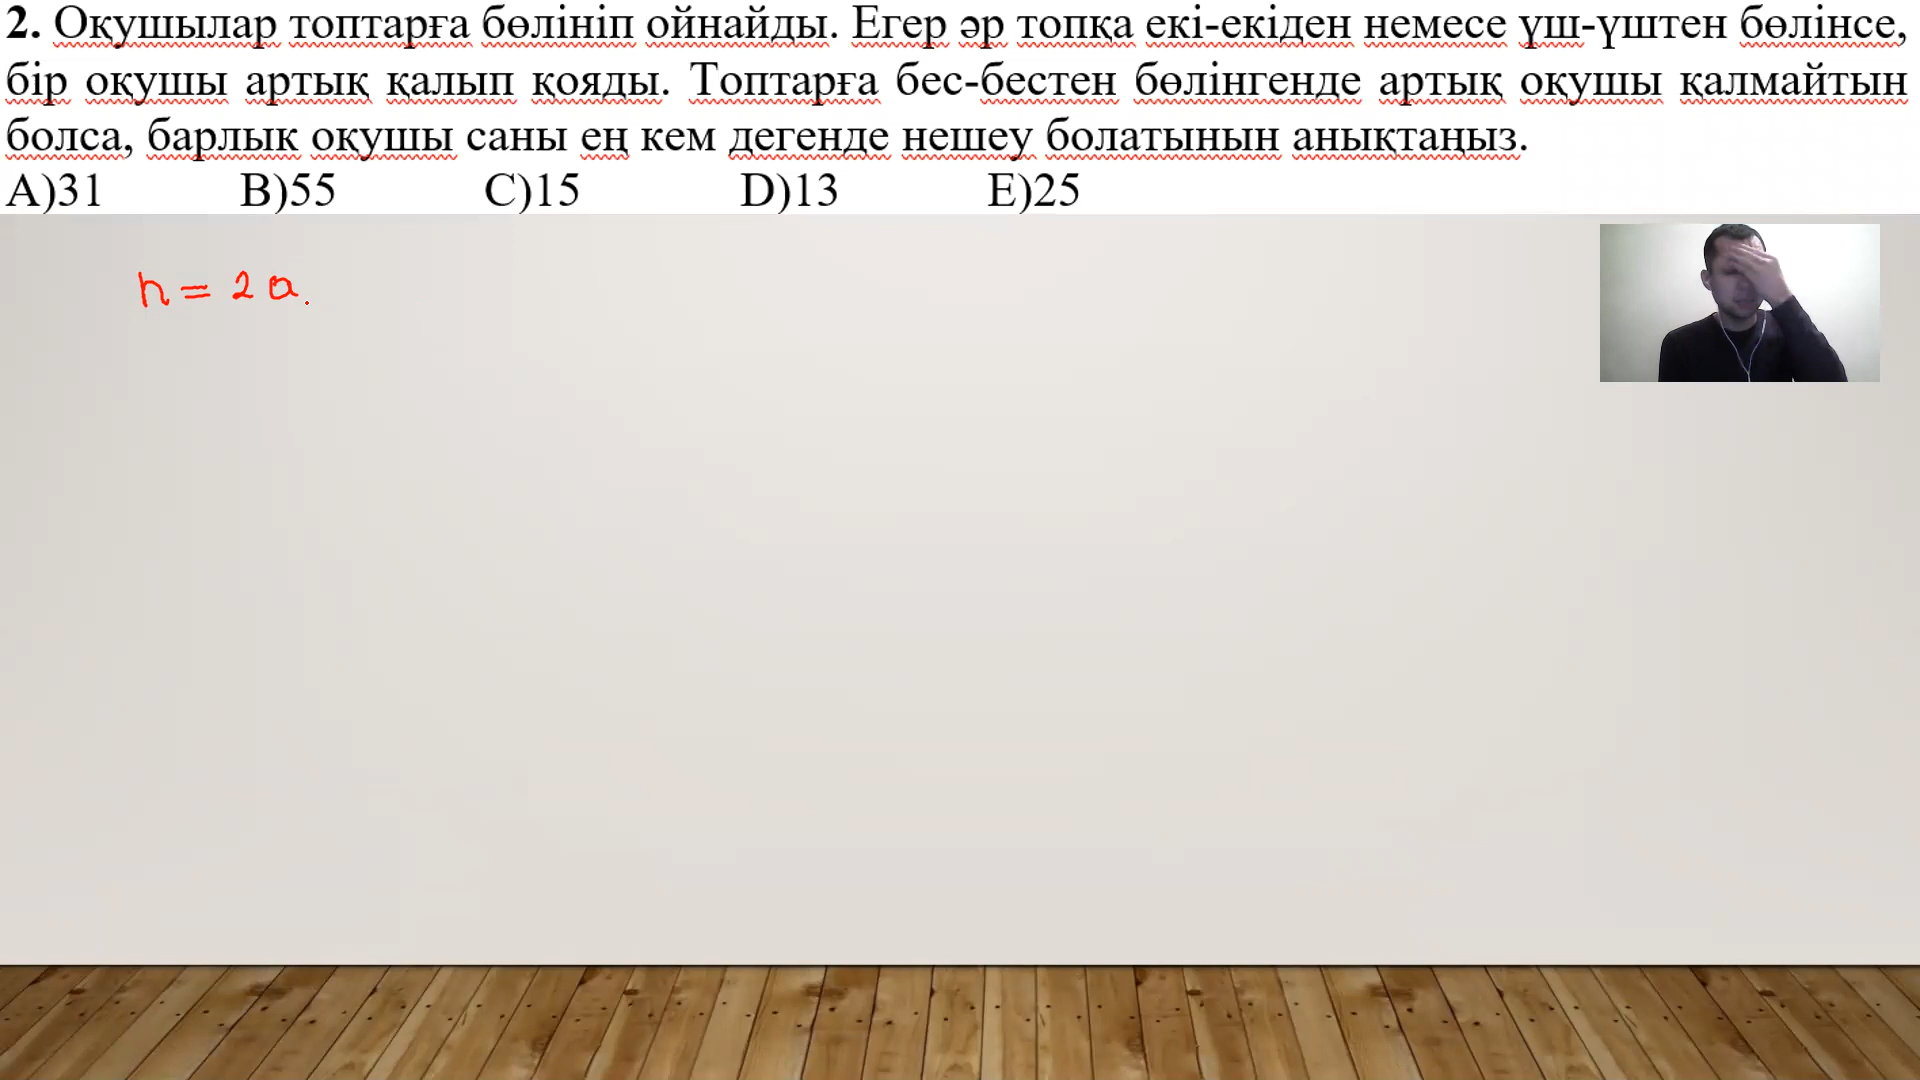 2. Оқушылар топтарға бөлініп ойнайды. Егер әр топқа екі-екіден немесе үш-үштен бөлінсе,
бір оқушы артық қалып қояды. Топтарға бес-бестен бөлінгенде артық оқушы қалмайтын
болса, барлық оқушы саны ең кем дегенде нешеу болатынын анықтаңыз.
A)31 B)55 C)15 D)13 E)25
n = 2a